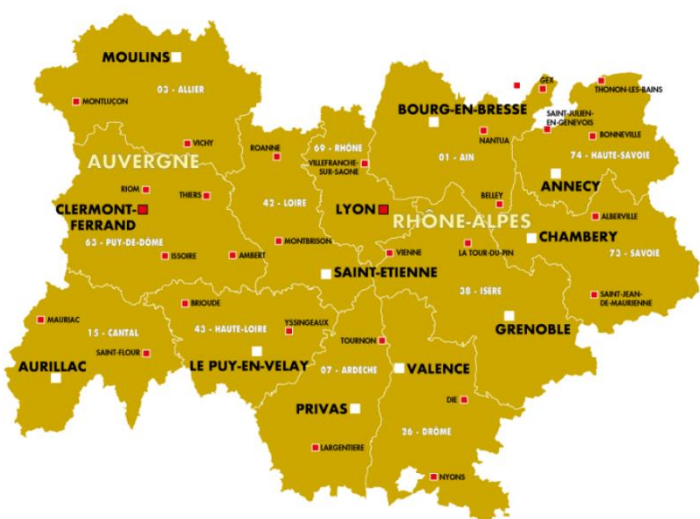 MOULINS
03 - ALLIER
MONTLUÇON
VICHY
AUVERGNE
RIOM
THIERS
CLERMONT-
FERRAND
63 - PUY-DE-DÔME
ISSOIRE
AMBERT
ROANNE
42 - LOIRE
MONTBRISON
SAINT-ETIENNE
69 - RHÔNE
VILLEFRANCHE-
SUR-SAONE
LYON
RHÔNE-ALPES
BOURG-EN-BRESSE
NANTUA
01 - AIN
BELLEY
GEX
THONON-LES-BAINS
SAINT-JULIEN-
EN-GENEVOIS
BONNEVILLE
74 - HAUTE-SAVOIE
ANNECY
ALBERVILLE
CHAMBERY
73 - SAVOIE
SAINT-JEAN-
DE-MAURIENNE
VIENNE
LA TOUR-DU-PIN
38 - ISERE
GRENOBLE
MAURIAC
15 - CANTAL
SAINT-FLOUR
AURILLAC
BRIOUDE
43 - HAUTE-LOIRE
YSSINGEAUX
LE PUY-EN-VELAY
TOURNON
07 - ARDECHE
PRIVAS
LARGENTIERE
VALENCE
DIE
26 - DRÔME
NYONS